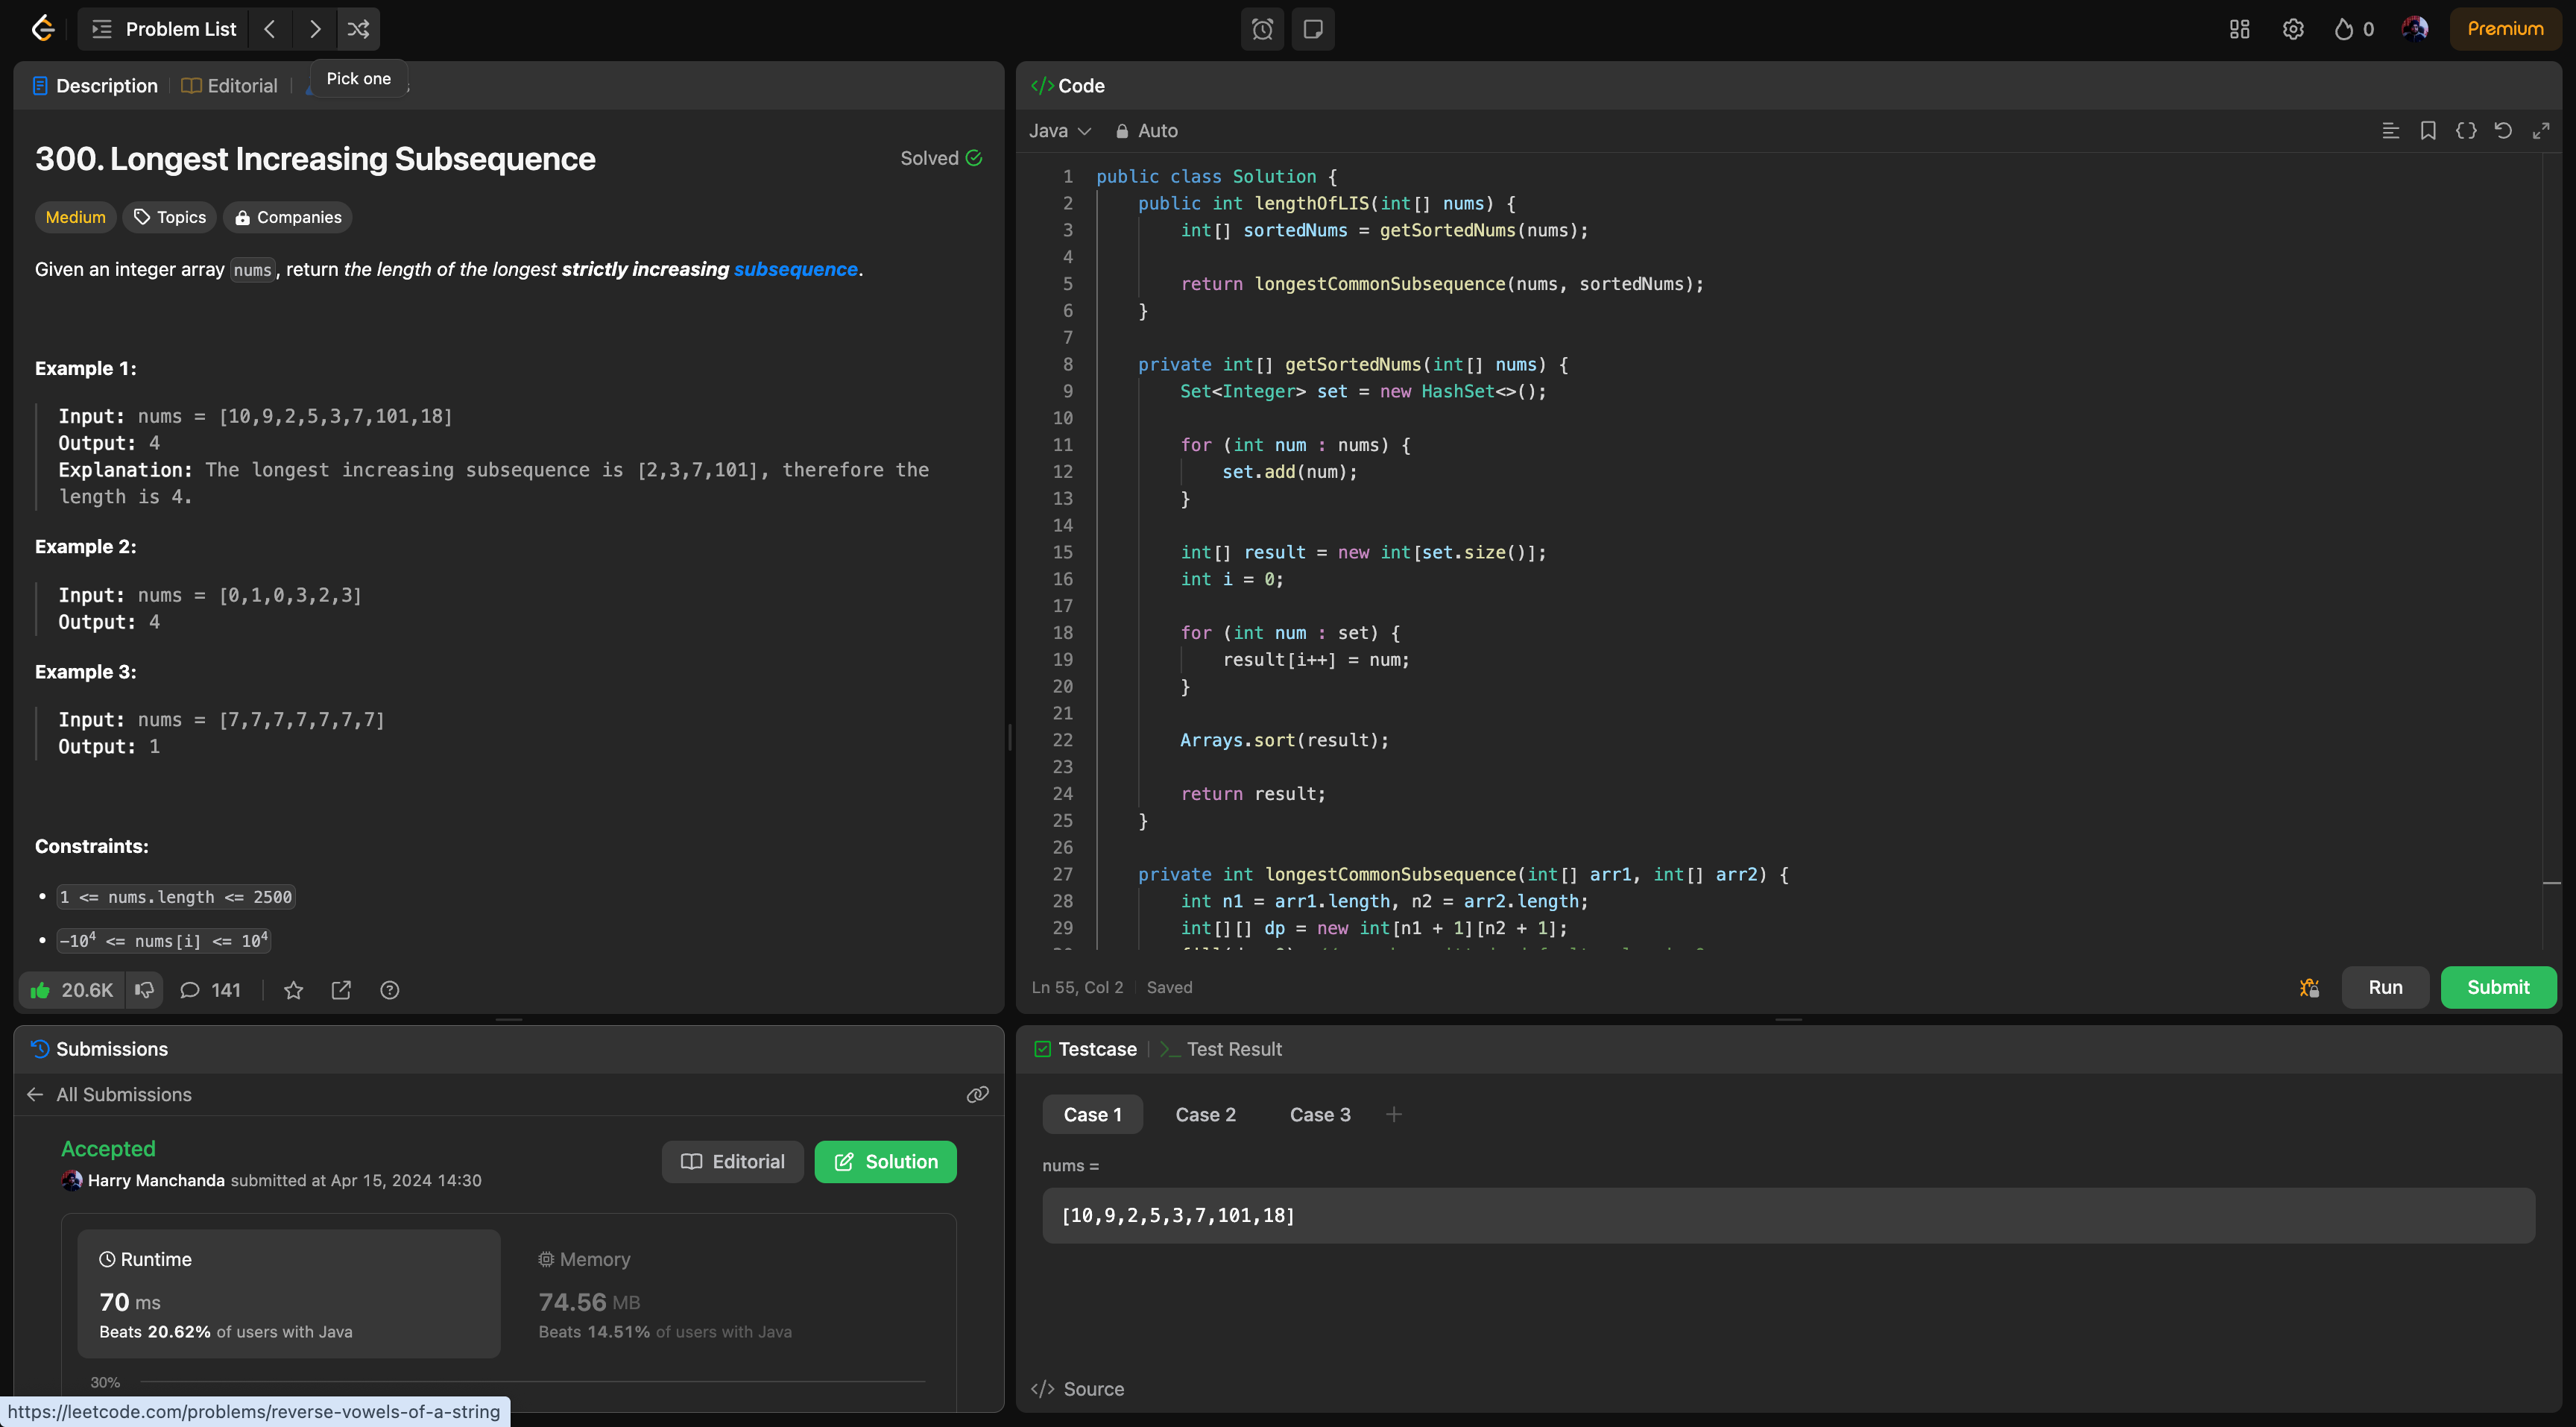 Problem List
0
Premium
Description
Editorial
Pick one
300. Longest Increasing Subsequence
Solved
Medium
Topics
Companies
Given an integer array nums, return the length of the longest strictly increasing subsequence.
Example 1:
Input: nums = [10,9,2,5,3,7,101,18]
Output: 4
Explanation: The longest increasing subsequence is [2,3,7,101], therefore the
length is 4.
Example 2:
Input: nums = [0,1,0,3,2,3]
Output: 4
Example 3:
Input: nums = [7,7,7,7,7,7,7]
Output: 1
Constraints:
• 1 <= nums.length <= 2500
• -10⁴ <= nums[i] <= 10⁴
20.6K
141
Code
Java
Auto
1 public class Solution {
2 public int lengthOfLIS(int[] nums) {
3 int[] sortedNums = getSortedNums(nums);
4
5 return longestCommonSubsequence(nums, sortedNums);
6 }
7
8 private int[] getSortedNums(int[] nums) {
9 Set<Integer> set = new HashSet<>();
10
11 for (int num : nums) {
12 set.add(num);
13 }
14
15 int[] result = new int[set.size()];
16 int i = 0;
17
18 for (int num : set) {
19 result[i++] = num;
20 }
21
22 Arrays.sort(result);
23
24 return result;
25 }
26
27 private int longestCommonSubsequence(int[] arr1, int[] arr2) {
28 int n1 = arr1.length, n2 = arr2.length;
29 int[][] dp = new int[n1 + 1][n2 + 1];
Ln 55, Col 2
Saved
Run
Submit
Submissions
All Submissions
Accepted
Harry Manchanda submitted at Apr 15, 2024 14:30
Editorial
Solution
Runtime
70 ms
Beats 20.62% of users with Java
Memory
74.56 MB
Beats 14.51% of users with Java
30%
https://leetcode.com/problems/reverse-vowels-of-a-string
Testcase
Test Result
Case 1
Case 2
Case 3
nums =
[10,9,2,5,3,7,101,18]
Source